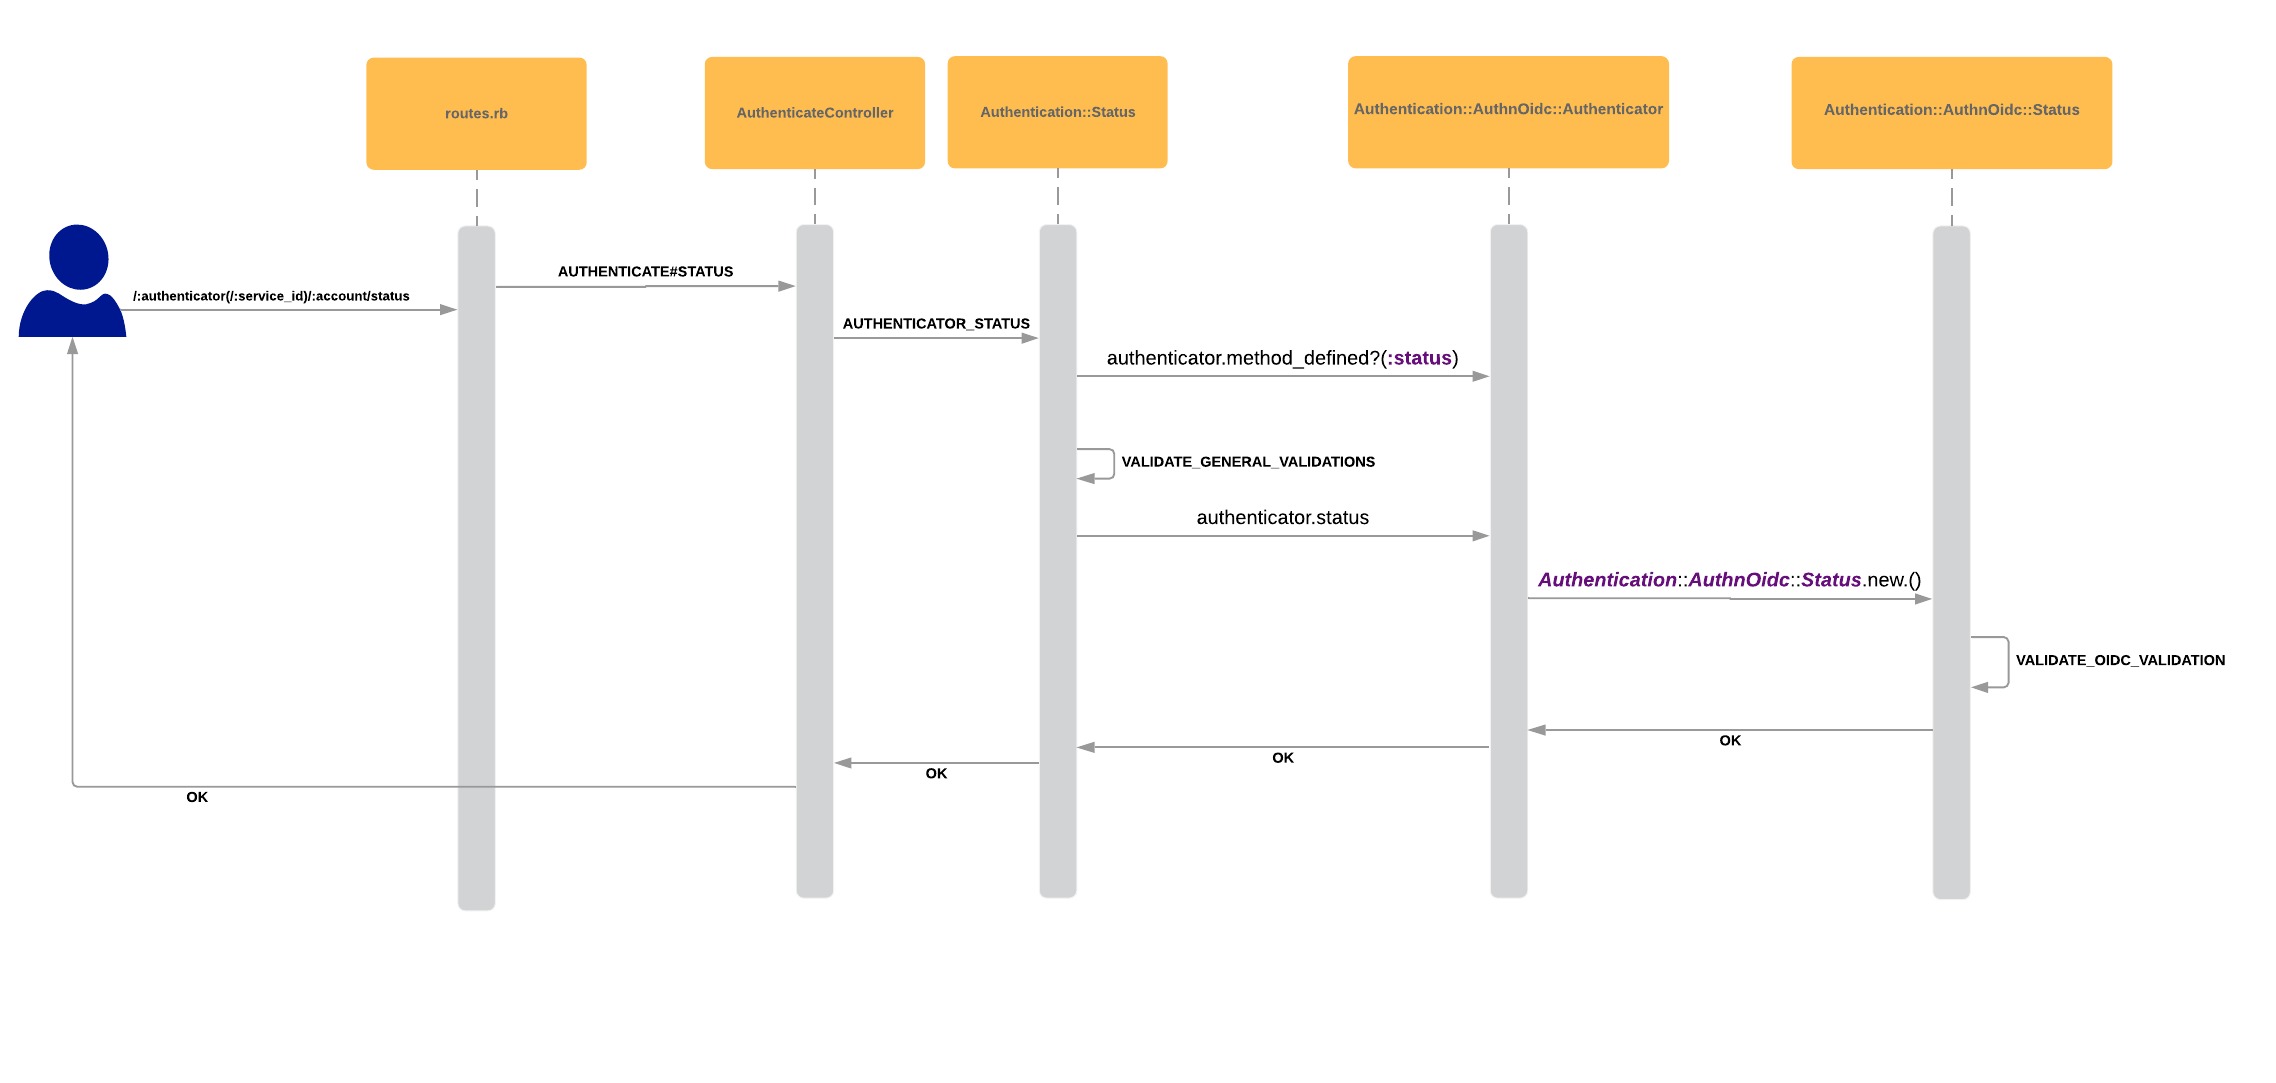 routes.rb
AuthenticateController
Authentication::Status
Authentication::AuthnOidc::Authenticator
Authentication::AuthnOidc::Status
/:authenticator(/:service_id)/:account/status
AUTHENTICATE#STATUS
AUTHENTICATOR_STATUS
authenticator.method_defined?(:status)
VALIDATE_GENERAL_VALIDATIONS
authenticator.status
Authentication::AuthnOidc::Status.new.()
VALIDATE_OIDC_VALIDATION
OK
OK
OK
OK